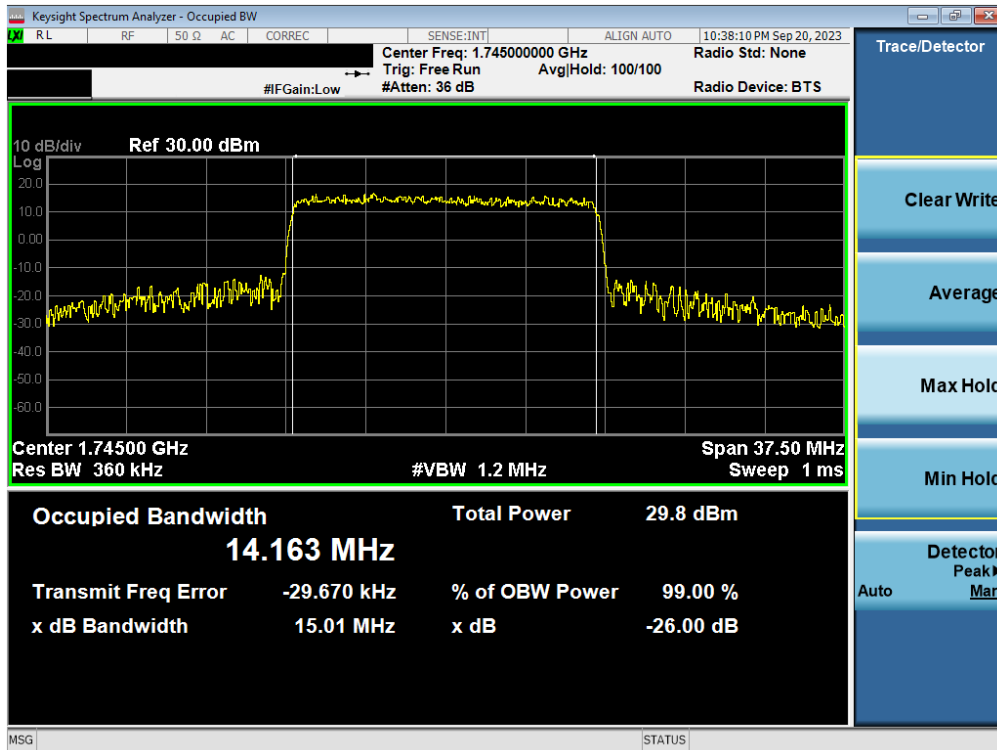 Keysight Spectrum Analyzer - Occupied BW
LXI RL RF 50 Ω AC CORREC SENSE:INT ALIGN AUTO 10:38:10 PM Sep 20, 2023
Center Freq: 1.745000000 GHz Radio Std: None
Trig: Free Run Avg|Hold: 100/100
#IFGain:Low #Atten: 36 dB Radio Device: BTS
Trace/Detector
10 dB/div Ref 30.00 dBm
Log
20.0
10.0
0.00
-10.0
-20.0
-30.0
-40.0
-50.0
-60.0
Center 1.74500 GHz Span 37.50 MHz
Res BW 360 kHz #VBW 1.2 MHz Sweep 1 ms
Occupied Bandwidth Total Power 29.8 dBm
14.163 MHz
Transmit Freq Error -29.670 kHz % of OBW Power 99.00 %
x dB Bandwidth 15.01 MHz x dB -26.00 dB
Clear Write
Average
Max Hold
Min Hold
Detector
Peak▶
Auto Man
MSG STATUS